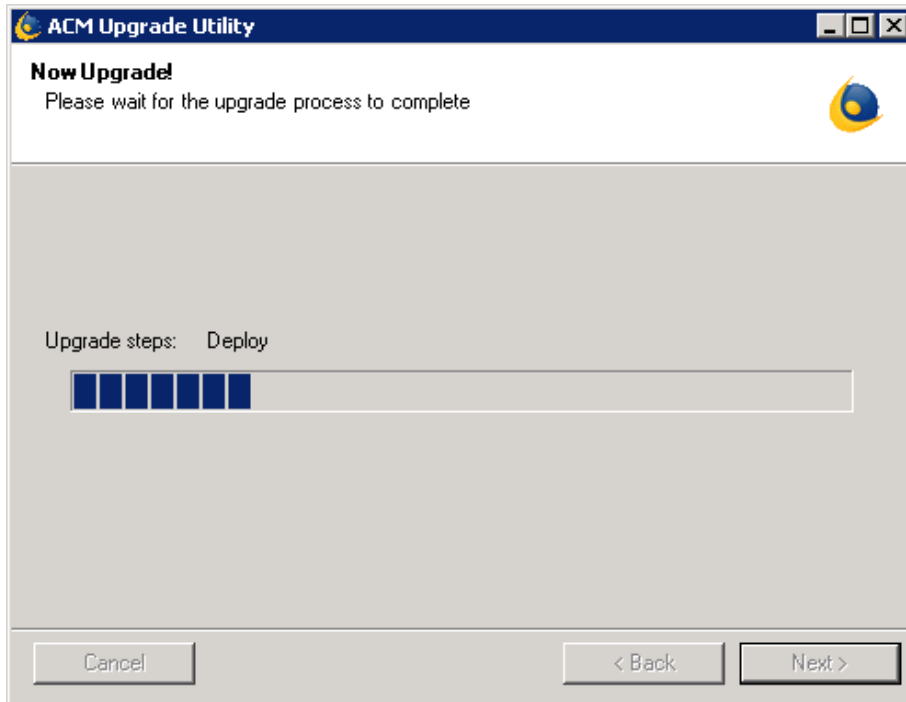 ACM Upgrade Utility
Now Upgrade!
Please wait for the upgrade process to complete
Upgrade steps: Deploy
Cancel
< Back
Next >